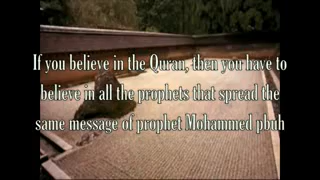 If you believe in the Quran, then you have to
believe in all the prophets that spread the
same message of prophet Mohammed pbuh